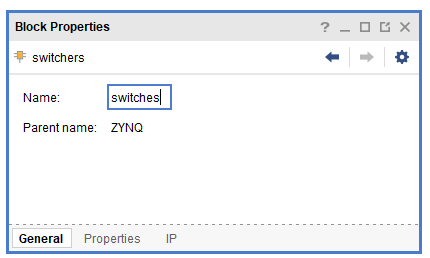 Block Properties ?
switchers
Name: switches
Parent name: ZYNQ
General Properties IP